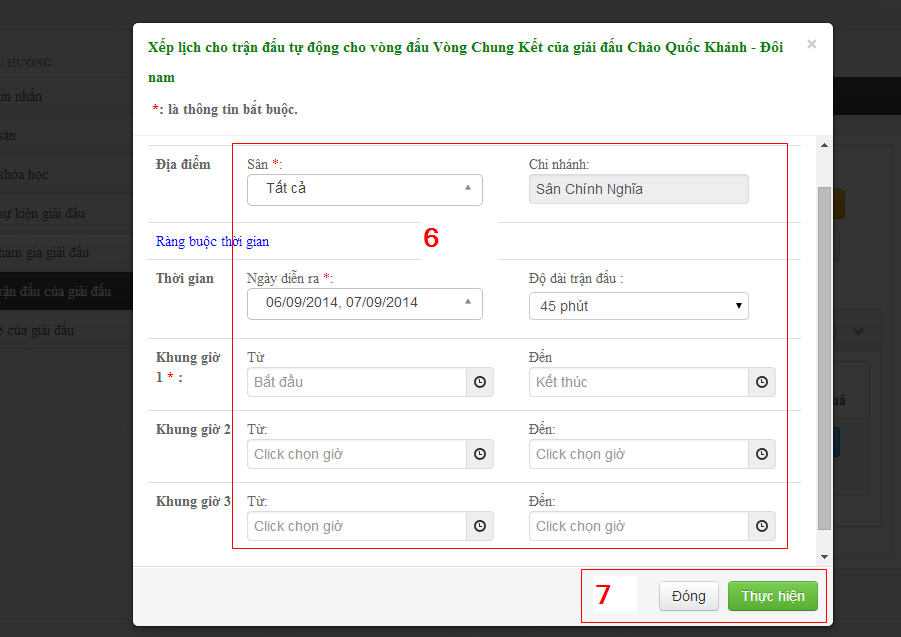 Xếp lịch cho trận đấu tự động cho vòng đấu Vòng Chung Kết của giải đấu Chào Quốc Khánh - Đôi
nam
×
*: là thông tin bắt buộc.
HƯỚNG
tin nhắn
sân
khóa học
sự kiện giải đấu
tham gia giải đấu
trận đấu của giải đấu
của giải đấu
Địa điểm
Sân *:
Chi nhánh:
Tất cả
Sân Chính Nghĩa
Ràng buộc thời gian
6
Thời gian
Ngày diễn ra *:
Độ dài trận đấu :
06/09/2014, 07/09/2014
45 phút
Khung giờ
1 * :
Từ
Đến
Bắt đầu
Kết thúc
Khung giờ 2
Từ:
Đến:
Click chọn giờ
Click chọn giờ
Khung giờ 3
Từ:
Đến:
Click chọn giờ
Click chọn giờ
7
Đóng
Thực hiện